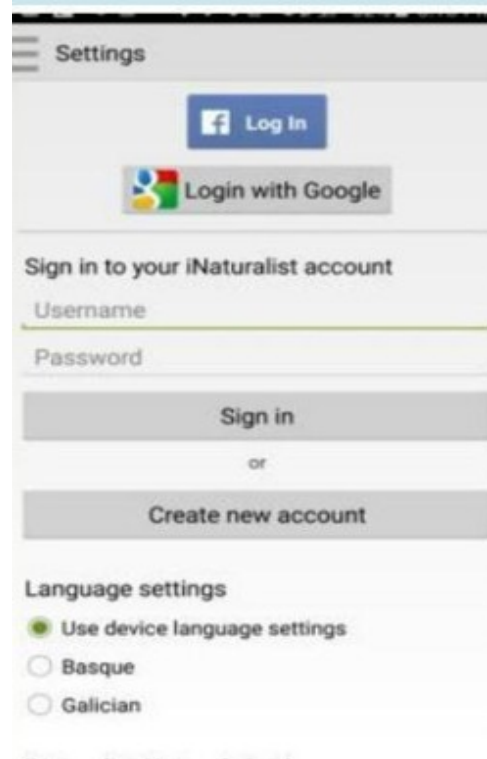 Settings
Log In
Login with Google
Sign in to your iNaturalist account
Username
Password
Sign in
or
Create new account
Language settings
Use device language settings
Basque
Galician